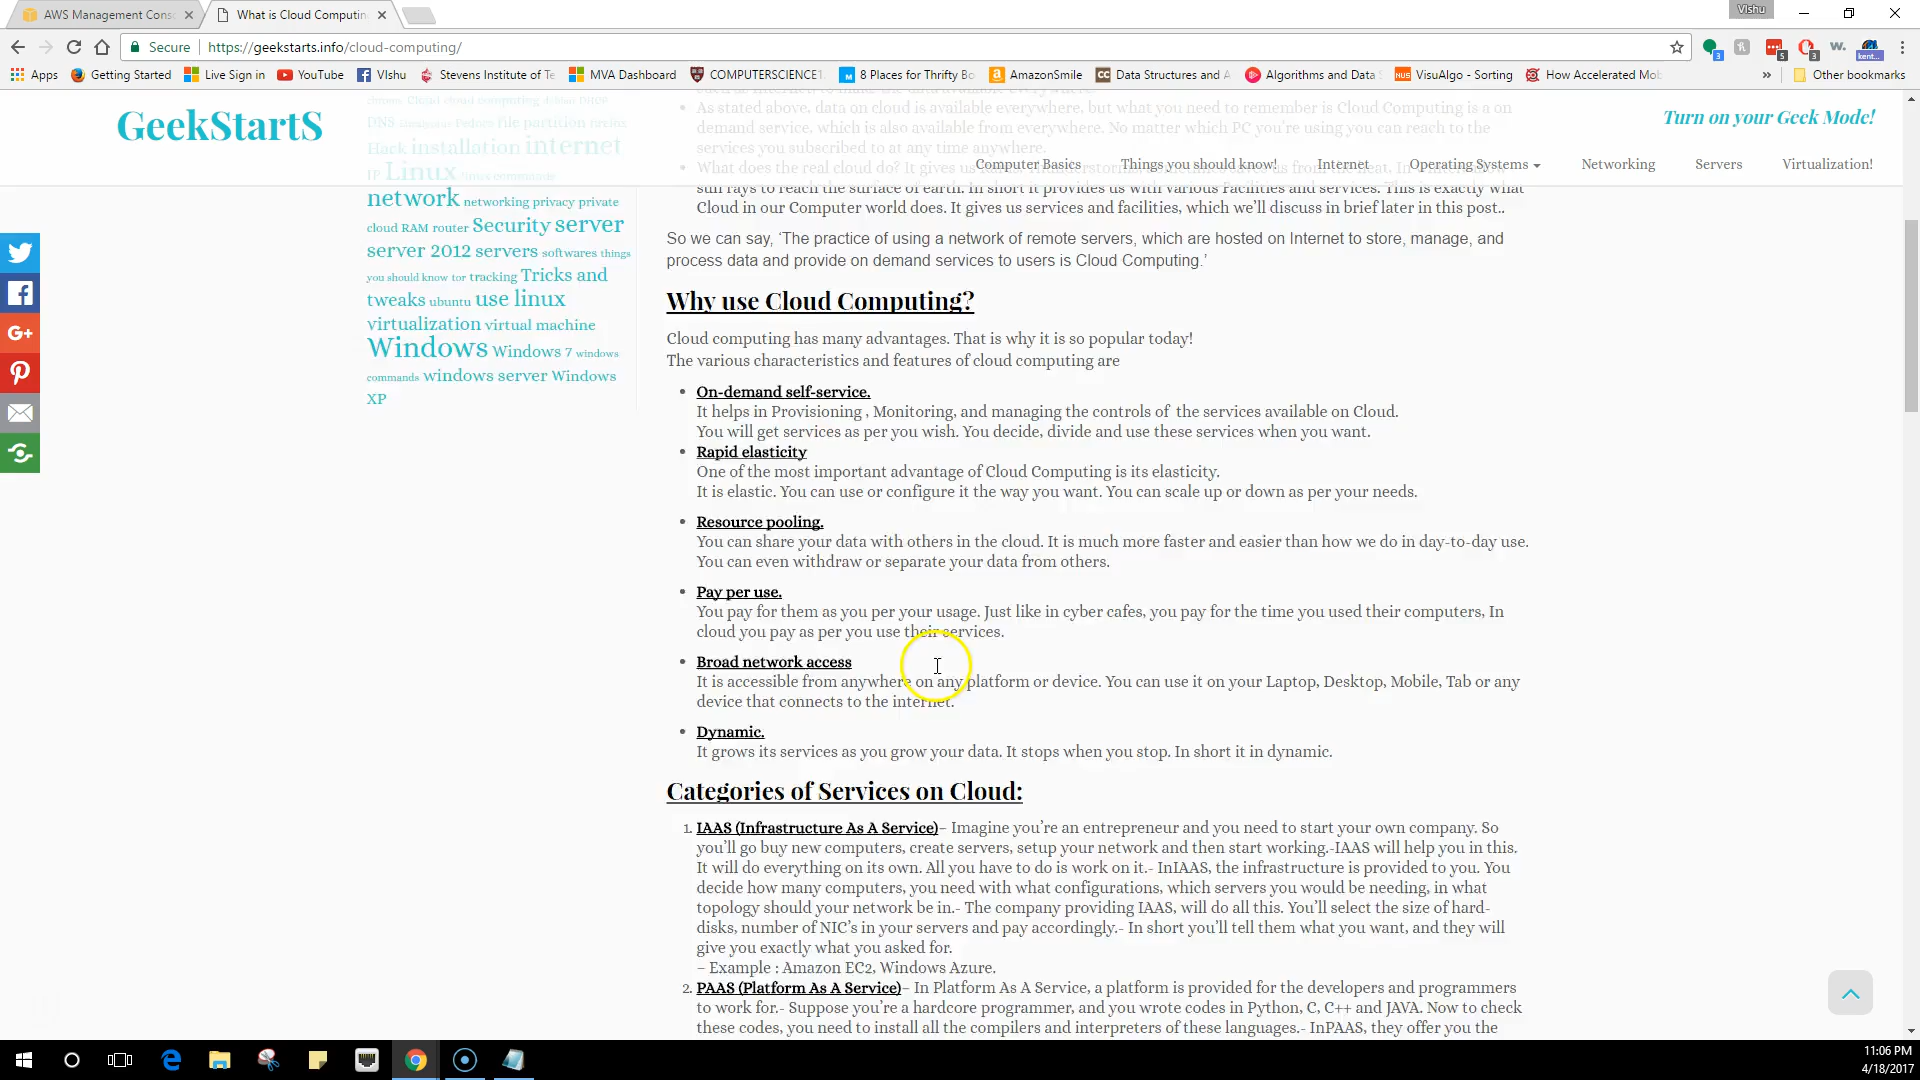 AWS Management Cons
What is Cloud Computin
VIshu
Secure
https://geekstarts.info/cloud-computing/
3
5
3
kent...
Apps
Getting Started
Live Sign in
YouTube
VIshu
Stevens Institute of Te
MVA Dashboard
COMPUTERSCIENCE1
8 Places for Thrifty Bo
AmazonSmile
Data Structures and A
Algorithms and Data
VisuAlgo - Sorting
How Accelerated Mob
»
Other bookmarks
GeekStartS
Turn on your Geek Mode!
Computer Basics
Things you should know!
Internet
Operating Systems
Networking
Servers
Virtualization!
DNS
file partition
Hack installation internet
IP Linux linux commands
network networking privacy private
cloud RAM router Security server
server 2012 servers softwares things
you should know tor tracking Tricks and
tweaks ubuntu use linux
virtualization virtual machine
Windows Windows 7 windows
commands windows server Windows
XP
• As stated above, data on cloud is available everywhere, but what you need to remember is Cloud Computing is a on
demand service, which is also available from everywhere. No matter which PC you're using you can reach to the
services you subscribed to at any time anywhere.
• What does the real cloud do? It gives us
sun rays to reach the surface of earth. In short it provides us with various Facilities and services. This is exactly what
Cloud in our Computer world does. It gives us services and facilities, which we'll discuss in brief later in this post..
So we can say, ‘The practice of using a network of remote servers, which are hosted on Internet to store, manage, and
process data and provide on demand services to users is Cloud Computing.’
Why use Cloud Computing?
Cloud computing has many advantages. That is why it is so popular today!
The various characteristics and features of cloud computing are
• On-demand self-service.
It helps in Provisioning , Monitoring, and managing the controls of the services available on Cloud.
You will get services as per you wish. You decide, divide and use these services when you want.
• Rapid elasticity
One of the most important advantage of Cloud Computing is its elasticity.
It is elastic. You can use or configure it the way you want. You can scale up or down as per your needs.
• Resource pooling.
You can share your data with others in the cloud. It is much more faster and easier than how we do in day-to-day use.
You can even withdraw or separate your data from others.
• Pay per use.
You pay for them as you per your usage. Just like in cyber cafes, you pay for the time you used their computers, In
cloud you pay as per you use their services.
• Broad network access
It is accessible from anywhere on any platform or device. You can use it on your Laptop, Desktop, Mobile, Tab or any
device that connects to the internet.
• Dynamic.
It grows its services as you grow your data. It stops when you stop. In short it in dynamic.
Categories of Services on Cloud:
1. IAAS (Infrastructure As A Service)– Imagine you're an entrepreneur and you need to start your own company. So
you'll go buy new computers, create servers, setup your network and then start working.-IAAS will help you in this.
It will do everything on its own. All you have to do is work on it.- InIAAS, the infrastructure is provided to you. You
decide how many computers, you need with what configurations, which servers you would be needing, in what
topology should your network be in.- The company providing IAAS, will do all this. You'll select the size of hard-
disks, number of NIC's in your servers and pay accordingly.- In short you'll tell them what you want, and they will
give you exactly what you asked for.
– Example : Amazon EC2, Windows Azure.
2. PAAS (Platform As A Service)– In Platform As A Service, a platform is provided for the developers and programmers
to work for.- Suppose you're a hardcore programmer, and you wrote codes in Python, C, C++ and JAVA. Now to check
these codes, you need to install all the compilers and interpreters of these languages.- InPAAS, they offer you the
11:06 PM
4/18/2017